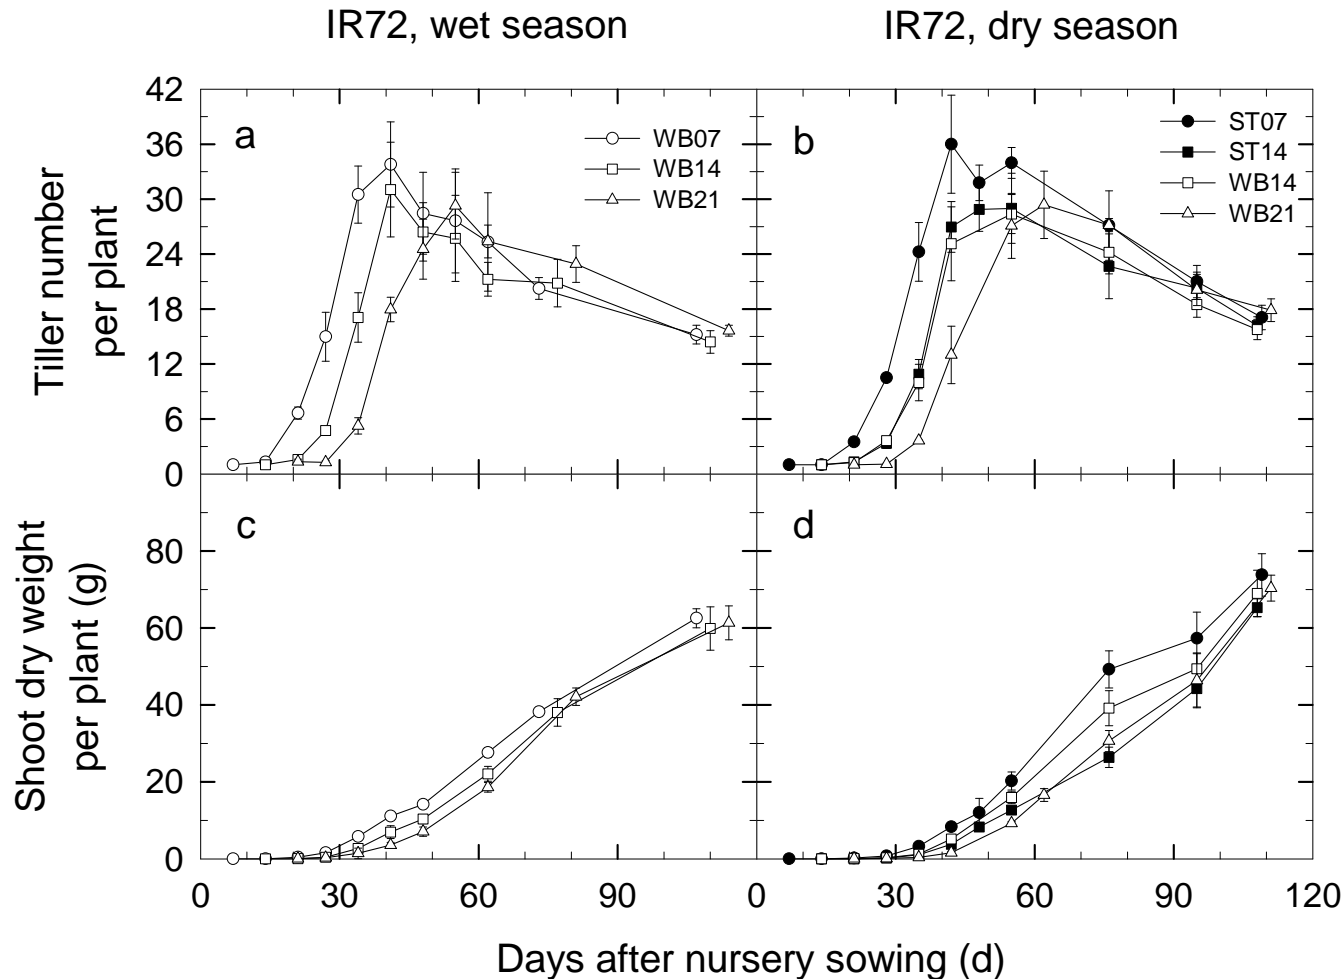 IR72, wet season
IR72, dry season
Tiller number
per plant
42
36
30
24
18
12
6
0
a
WB07
WB14
WB21
b
ST07
ST14
WB14
WB21
Shoot dry weight
per plant (g)
80
60
40
20
0
c
d
0
30
60
90
0
30
60
90
120
Days after nursery sowing (d)